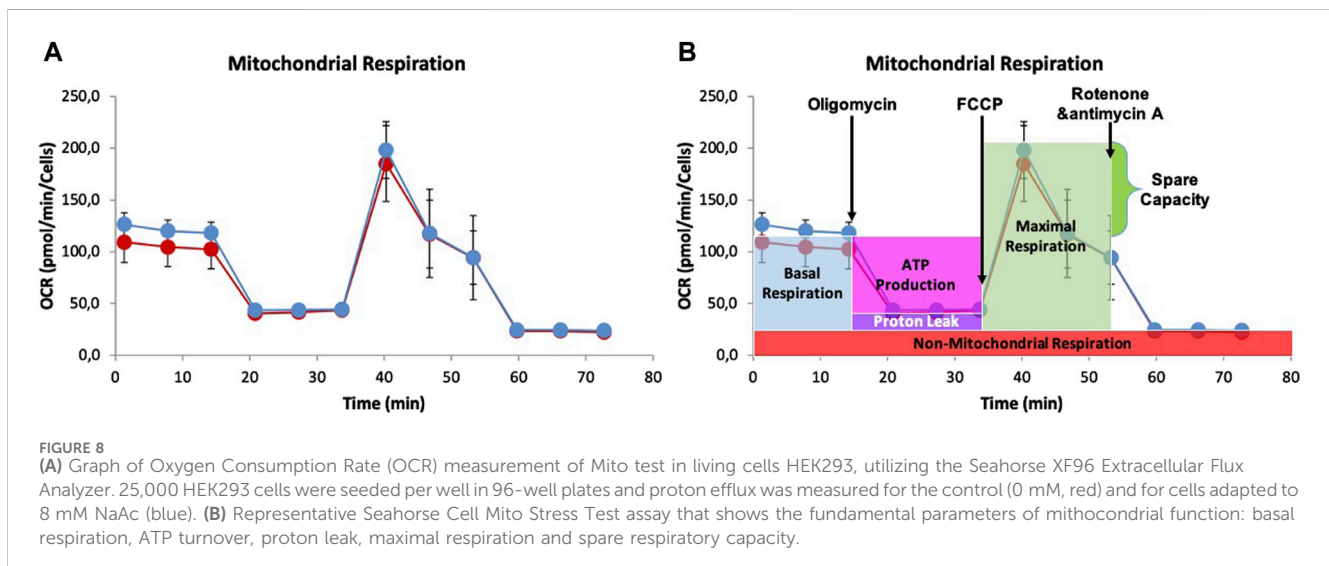 A
Mitochondrial Respiration
250,0
200,0
150,0
100,0
50,0
0,0
OCR (pmol/min/Cells)
0 10 20 30 40 50 60 70 80
Time (min)
B
Mitochondrial Respiration
250,0
200,0
150,0
100,0
50,0
0,0
OCR (pmol/min/Cells)
Oligomycin
FCCP
Rotenone
&antimycin A
Spare
Capacity
Maximal
Respiration
ATP
Production
Basal
Respiration
Proton Leak
Non-Mitochondrial Respiration
0 10 20 30 40 50 60 70 80
Time (min)
FIGURE 8
(A) Graph of Oxygen Consumption Rate (OCR) measurement of Mito test in living cells HEK293, utilizing the Seahorse XF96 Extracellular Flux
Analyzer. 25,000 HEK293 cells were seeded per well in 96-well plates and proton efflux was measured for the control (0 mM, red) and for cells adapted to
8 mM NaAc (blue). (B) Representative Seahorse Cell Mito Stress Test assay that shows the fundamental parameters of mithocondrial function: basal
respiration, ATP turnover, proton leak, maximal respiration and spare respiratory capacity.